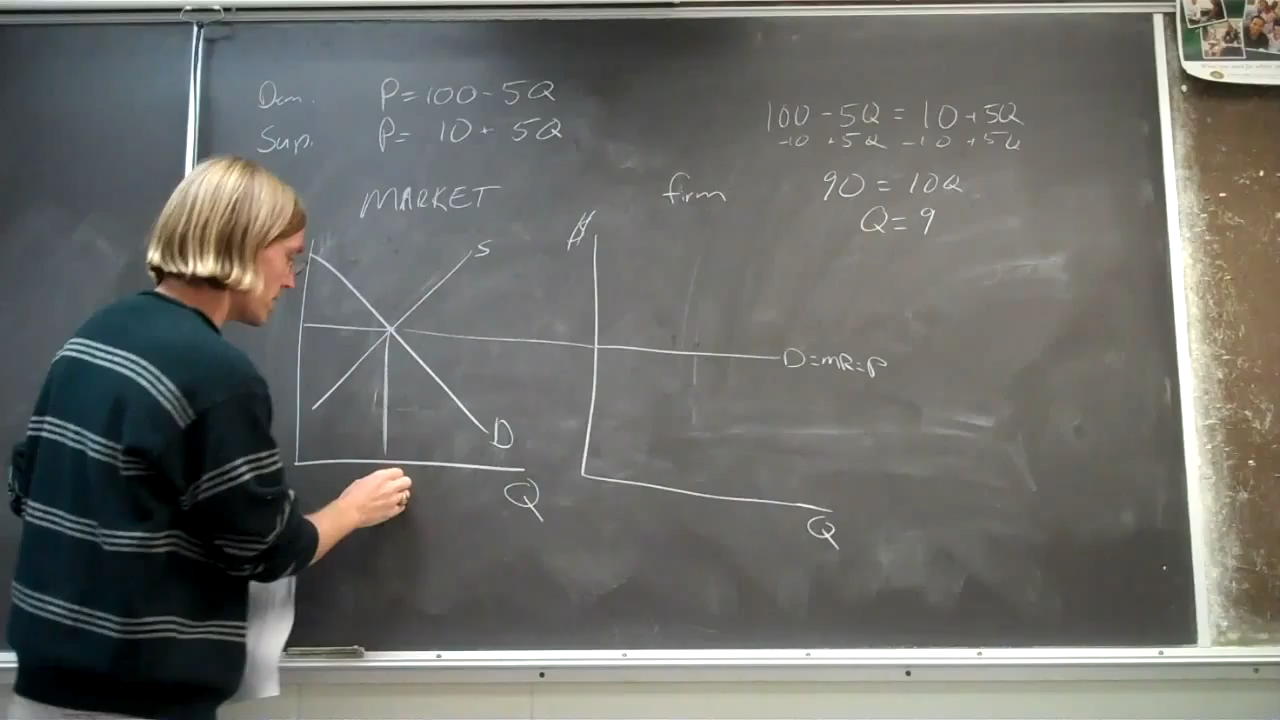 Dem. P=100-5Q
Sup. P= 10+ 5Q
100-5Q=10+5Q
-10 +5Q -10 +5Q
90=10Q
Q=9
MARKET
firm
S
D
Q
$
D=MR=P
Q